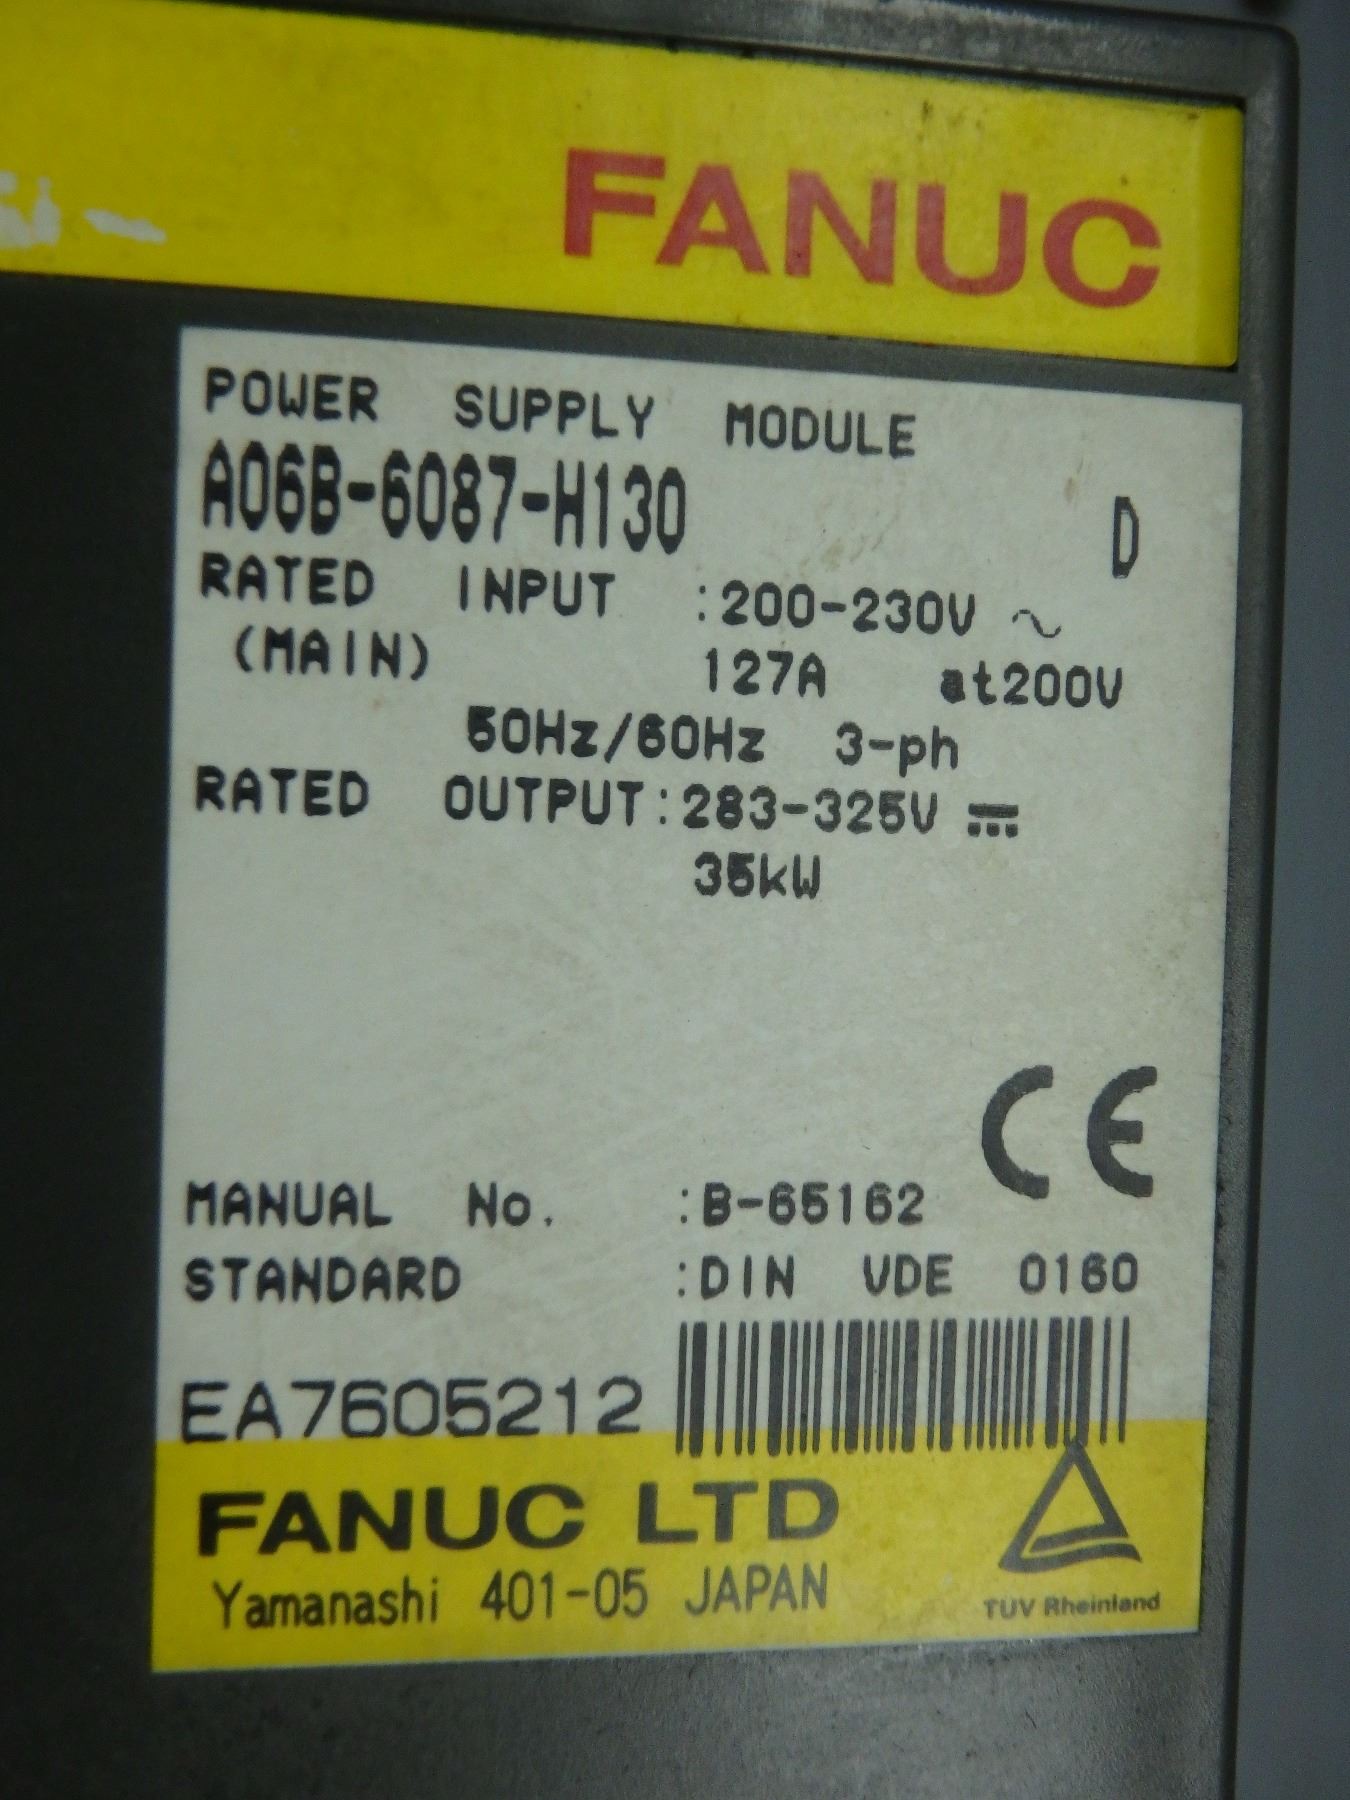 FANUC
POWER SUPPLY MODULE
A06B-6087-H130 D
RATED INPUT :200-230V ～
(MAIN) 127A at200V
50Hz/60Hz 3-ph
RATED OUTPUT:283-325V ⎓
35kW
CE
MANUAL No. :B-65162
STANDARD :DIN VDE 0160
EA7605212
FANUC LTD
Yamanashi 401-05 JAPAN
TUV Rheinland